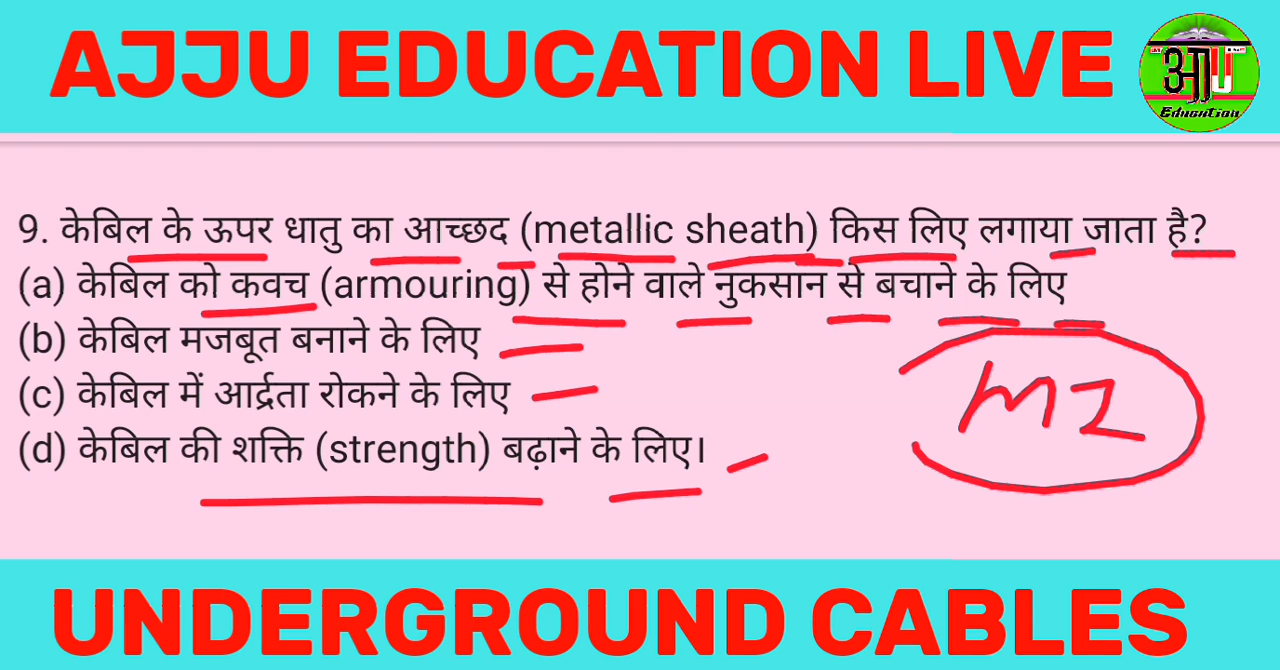 AJJU EDUCATION LIVE
Education
9. केबिल के ऊपर धातु का आच्छद (metallic sheath) किस लिए लगाया जाता है?
(a) केबिल को कवच (armouring) से होने वाले नुकसान से बचाने के लिए
(b) केबिल मजबूत बनाने के लिए
(c) केबिल में आर्द्रता रोकने के लिए
(d) केबिल की शक्ति (strength) बढ़ाने के लिए।
UNDERGROUND CABLES